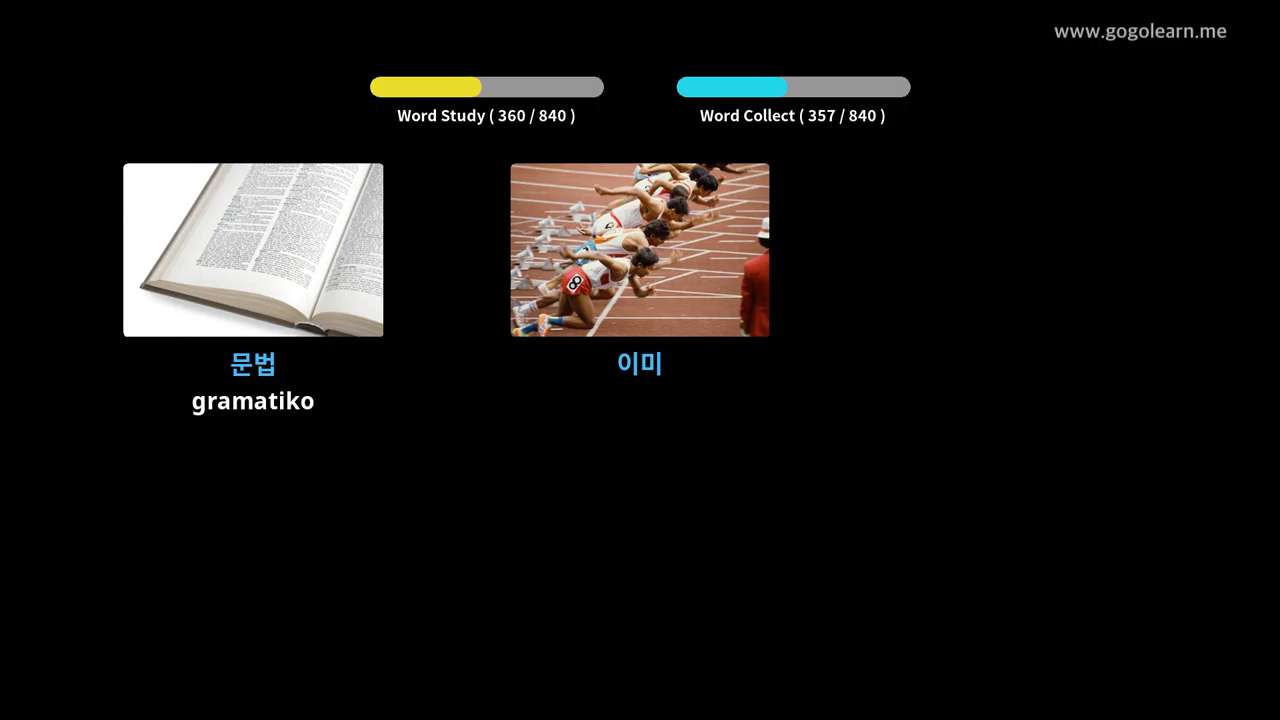 www.gogolearn.me
Word Study ( 360 / 840 )
Word Collect ( 357 / 840 )
문법
gramatiko
이미